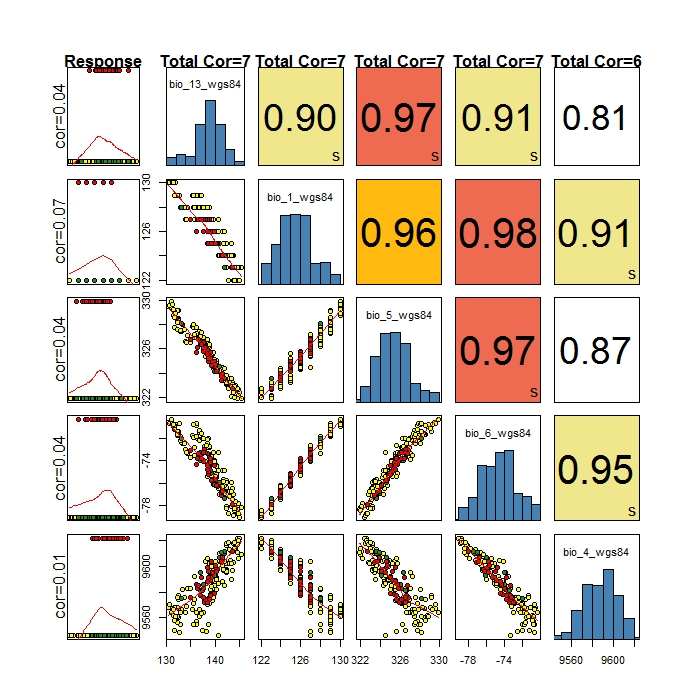 Response Total Cor=7 Total Cor=7 Total Cor=7 Total Cor=7 Total Cor=6
cor=0.04
bio_13_wgs84
0.90
s
0.97
s
0.91
s
0.81
cor=0.07
130
126
122
bio_1_wgs84
0.96
0.98
0.91
s
cor=0.04
330
326
322
bio_5_wgs84
0.97
s
0.87
cor=0.04
-74
-78
bio_6_wgs84
0.95
s
cor=0.01
9600
9560
bio_4_wgs84
130 140 122 126 130 322 326 330 -78 -74 9560 9600